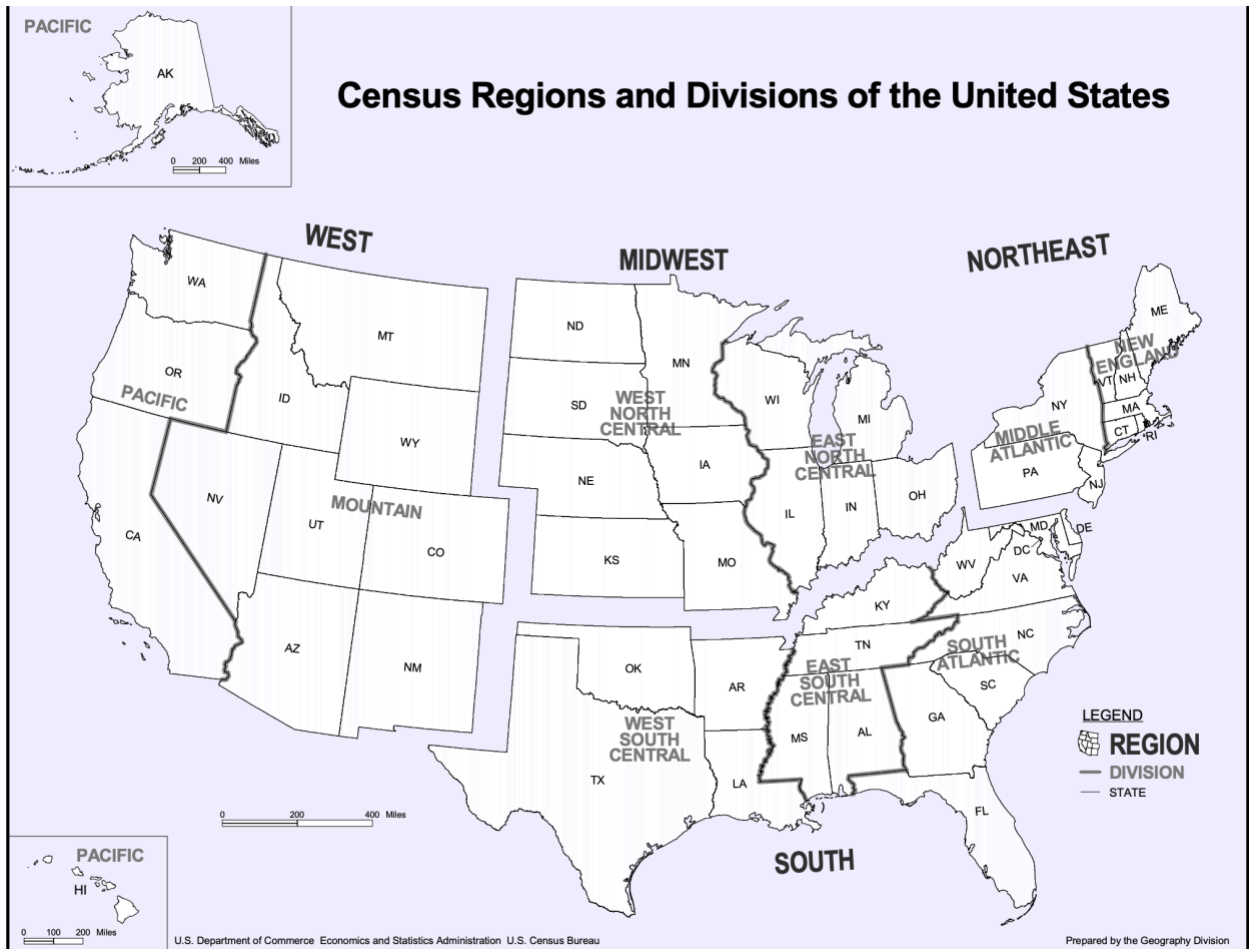 PACIFIC
AK
0 200 400 Miles
Census Regions and Divisions of the United States
WEST
MIDWEST
NORTHEAST
WA
MT
OR
ID
PACIFIC
WY
NV
UT
MOUNTAIN
CO
CA
AZ
NM
ND
MN
SD
WEST
NORTH
CENTRAL
NE
IA
KS
MO
WI
MI
EAST
NORTH
CENTRAL
IL
IN
OH
ME
NEW
ENGLAND
VT
NH
NY
MA
CT
RI
MIDDLE
ATLANTIC
PA
NJ
MD
DE
DC
WV
VA
KY
TN
NC
SOUTH
ATLANTIC
SC
EAST
SOUTH
CENTRAL
GA
MS
AL
FL
OK
AR
WEST
SOUTH
CENTRAL
TX
LA
SOUTH
LEGEND
REGION
DIVISION
STATE
0 200 400 Miles
PACIFIC
HI
0 100 200 Miles
U.S. Department of Commerce Economics and Statistics Administration U.S. Census Bureau
Prepared by the Geography Division